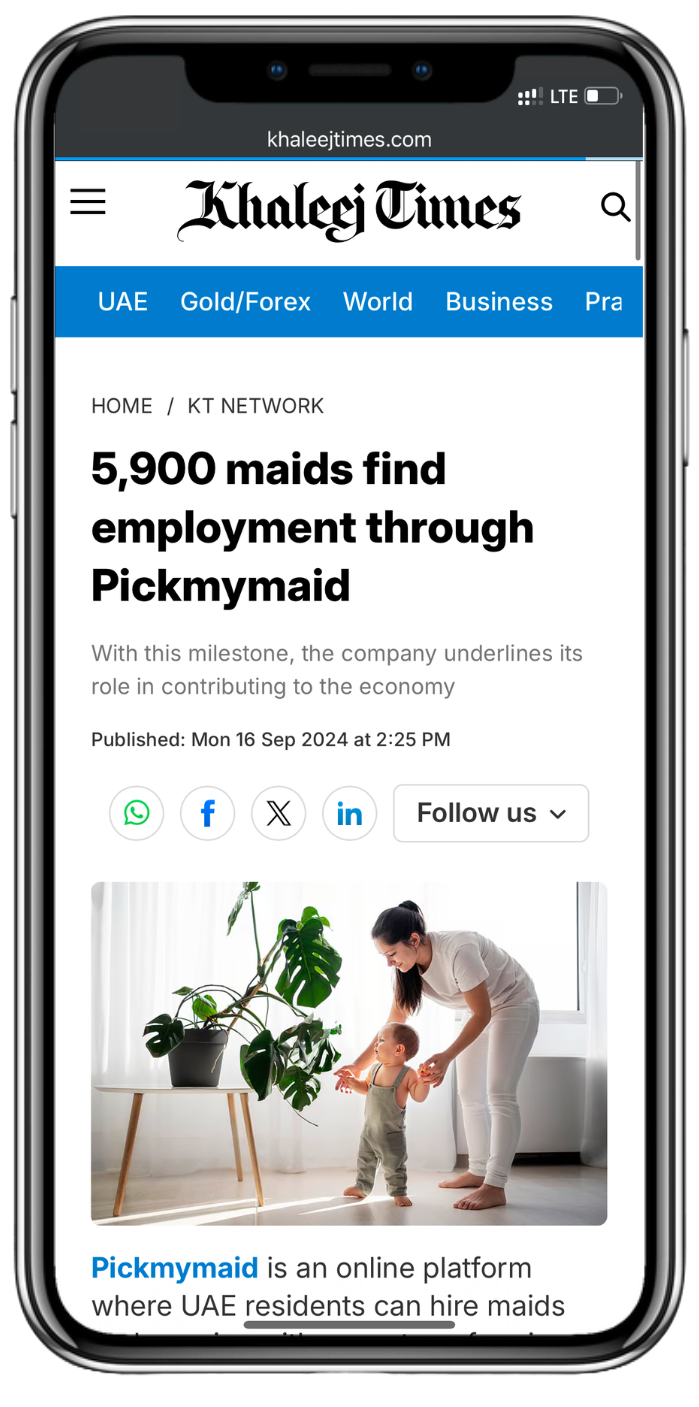 LTE
khaleejtimes.com
Khaleej Times
UAE Gold/Forex World Business Pra
HOME / KT NETWORK
5,900 maids find
employment through
Pickmymaid
With this milestone, the company underlines its
role in contributing to the economy
Published: Mon 16 Sep 2024 at 2:25 PM
Follow us
Pickmymaid is an online platform
where UAE residents can hire maids